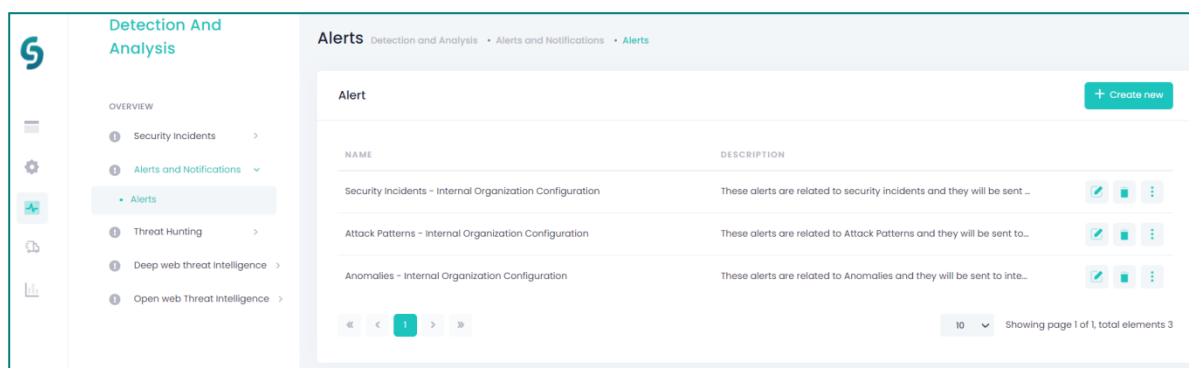 Detection And
Analysis
OVERVIEW
Security Incidents
Alerts and Notifications
Alerts
Threat Hunting
Deep web threat Intelligence
Open web Threat Intelligence
Alerts Detection and Analysis • Alerts and Notifications • Alerts
Alert
+ Create new
NAME DESCRIPTION
Security Incidents - Internal Organization Configuration These alerts are related to security incidents and they will be sent ...
Attack Patterns - Internal Organization Configuration These alerts are related to Attack Patterns and they will be sent to...
Anomalies - Internal Organization Configuration These alerts are related to Anomalies and they will be sent to inte...
« < 1 > » 10 Showing page 1 of 1, total elements 3